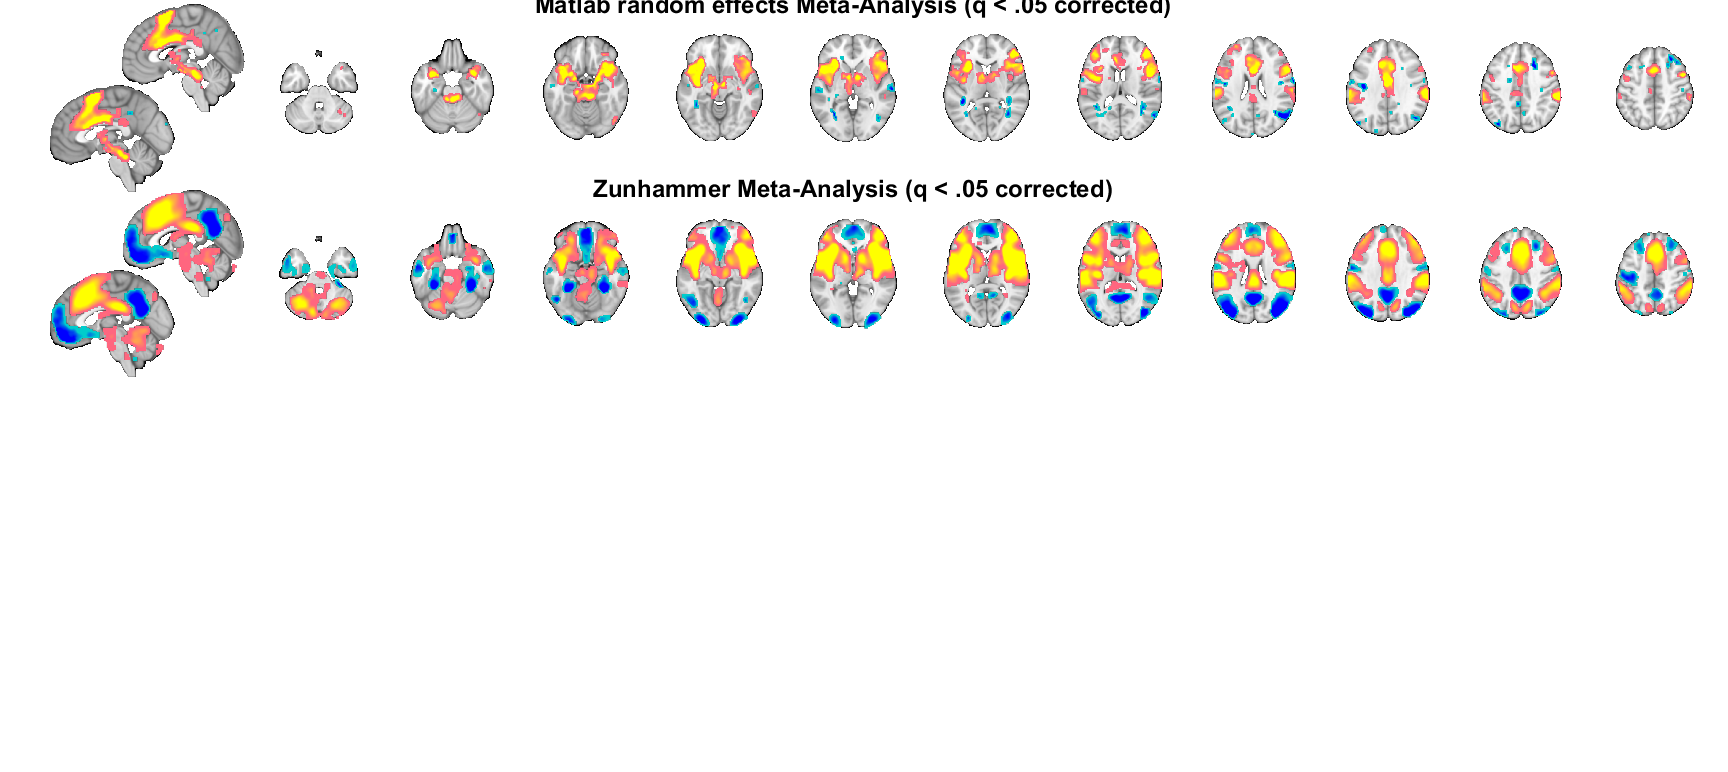 Matlab random effects Meta-Analysis (q < .05 corrected)
Zunhammer Meta-Analysis (q < .05 corrected)